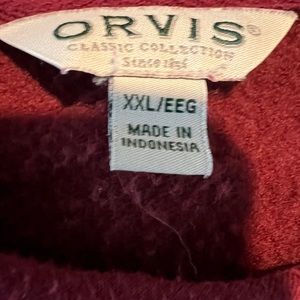 ORVIS®
CLASSIC COLLECTION
Since 1856
XXL/EEG
MADE IN
INDONESIA